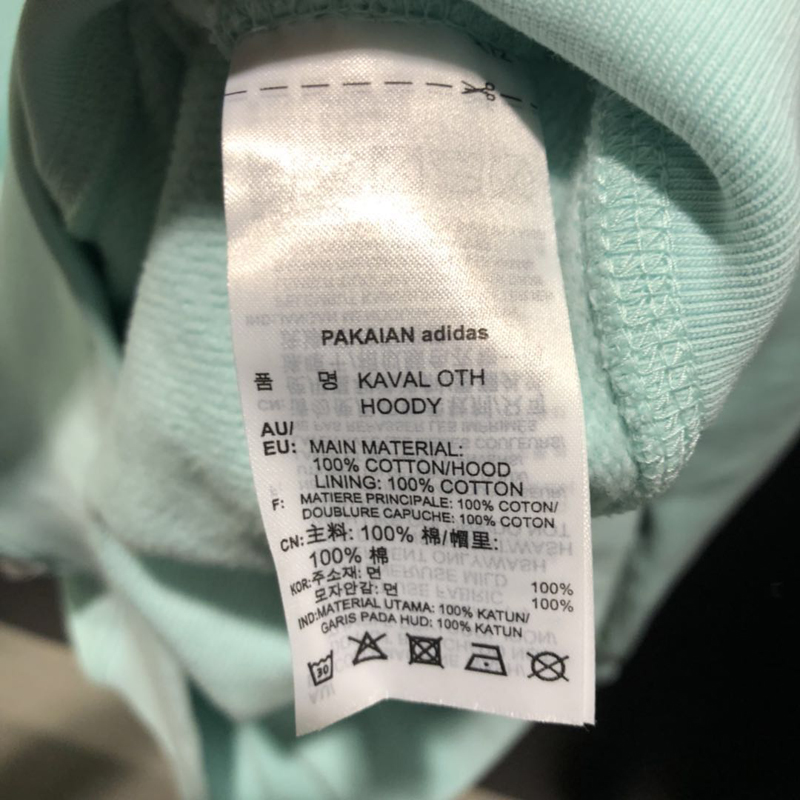 PAKAIAN adidas
품 명 KAVAL OTH
HOODY
AU/
EU: MAIN MATERIAL:
100% COTTON/HOOD
LINING: 100% COTTON
F: MATIERE PRINCIPALE: 100% COTON/
DOUBLURE CAPUCHE: 100% COTON
CN: 主料: 100% 棉/帽里:
100% 棉
KOR: 주소재: 면 100%
모자안감: 면 100%
IND: MATERIAL UTAMA: 100% KATUN/
GARIS PADA HUD: 100% KATUN
30